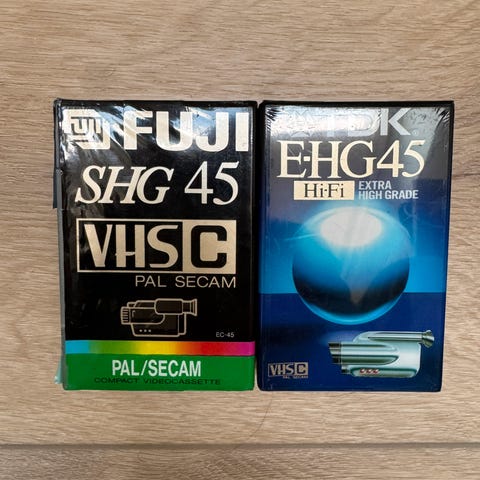 FUJI
FUJI
SHG 45
VHS C
PAL SECAM
EC-45
PAL/SECAM
COMPACT VIDEOCASSETTE
TDK®
E-HG45
Hi-Fi EXTRA
HIGH GRADE
VHS C
PAL SECAM